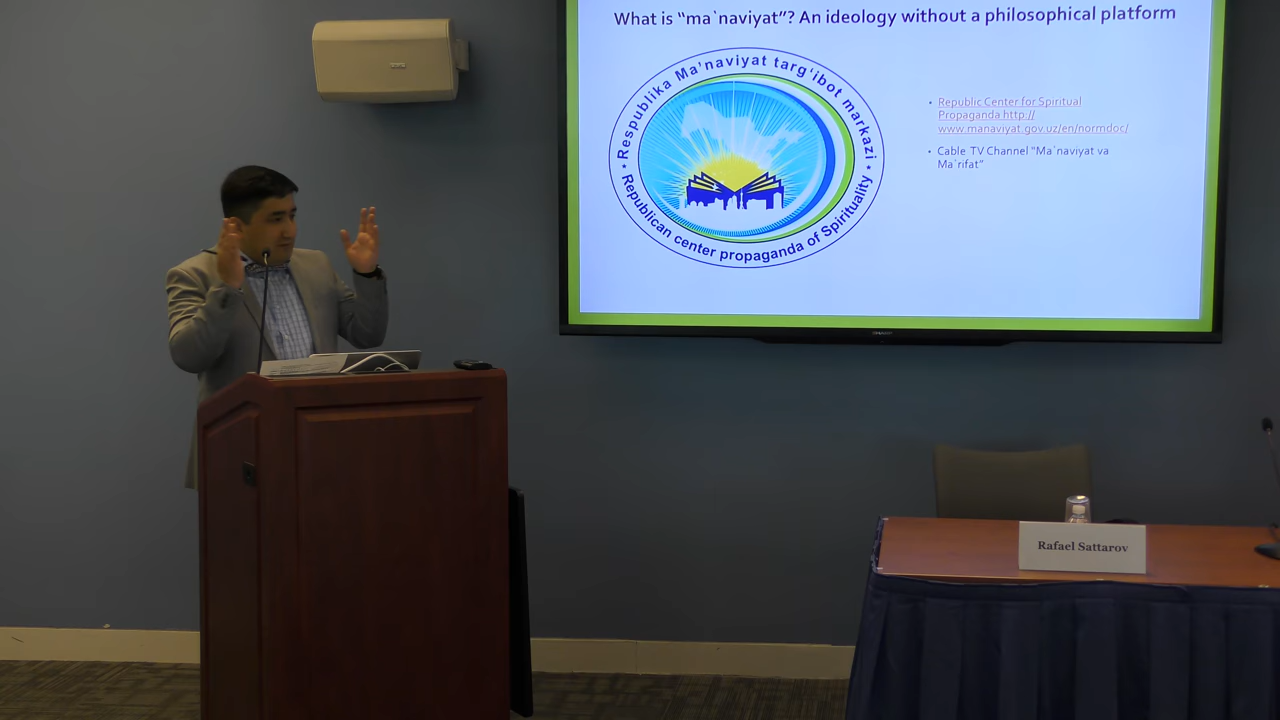 What is “ma`naviyat”? An ideology without a philosophical platform
Respublika Ma’naviyat targ‘ibot markazi
Republican center propaganda of Spirituality
• Republic Center for Spiritual
Propaganda http://
www.manaviyat.gov.uz/en/normdoc/
• Cable TV Channel “Ma`naviyat va
Ma`rifat”
SHARP
Rafael Sattarov